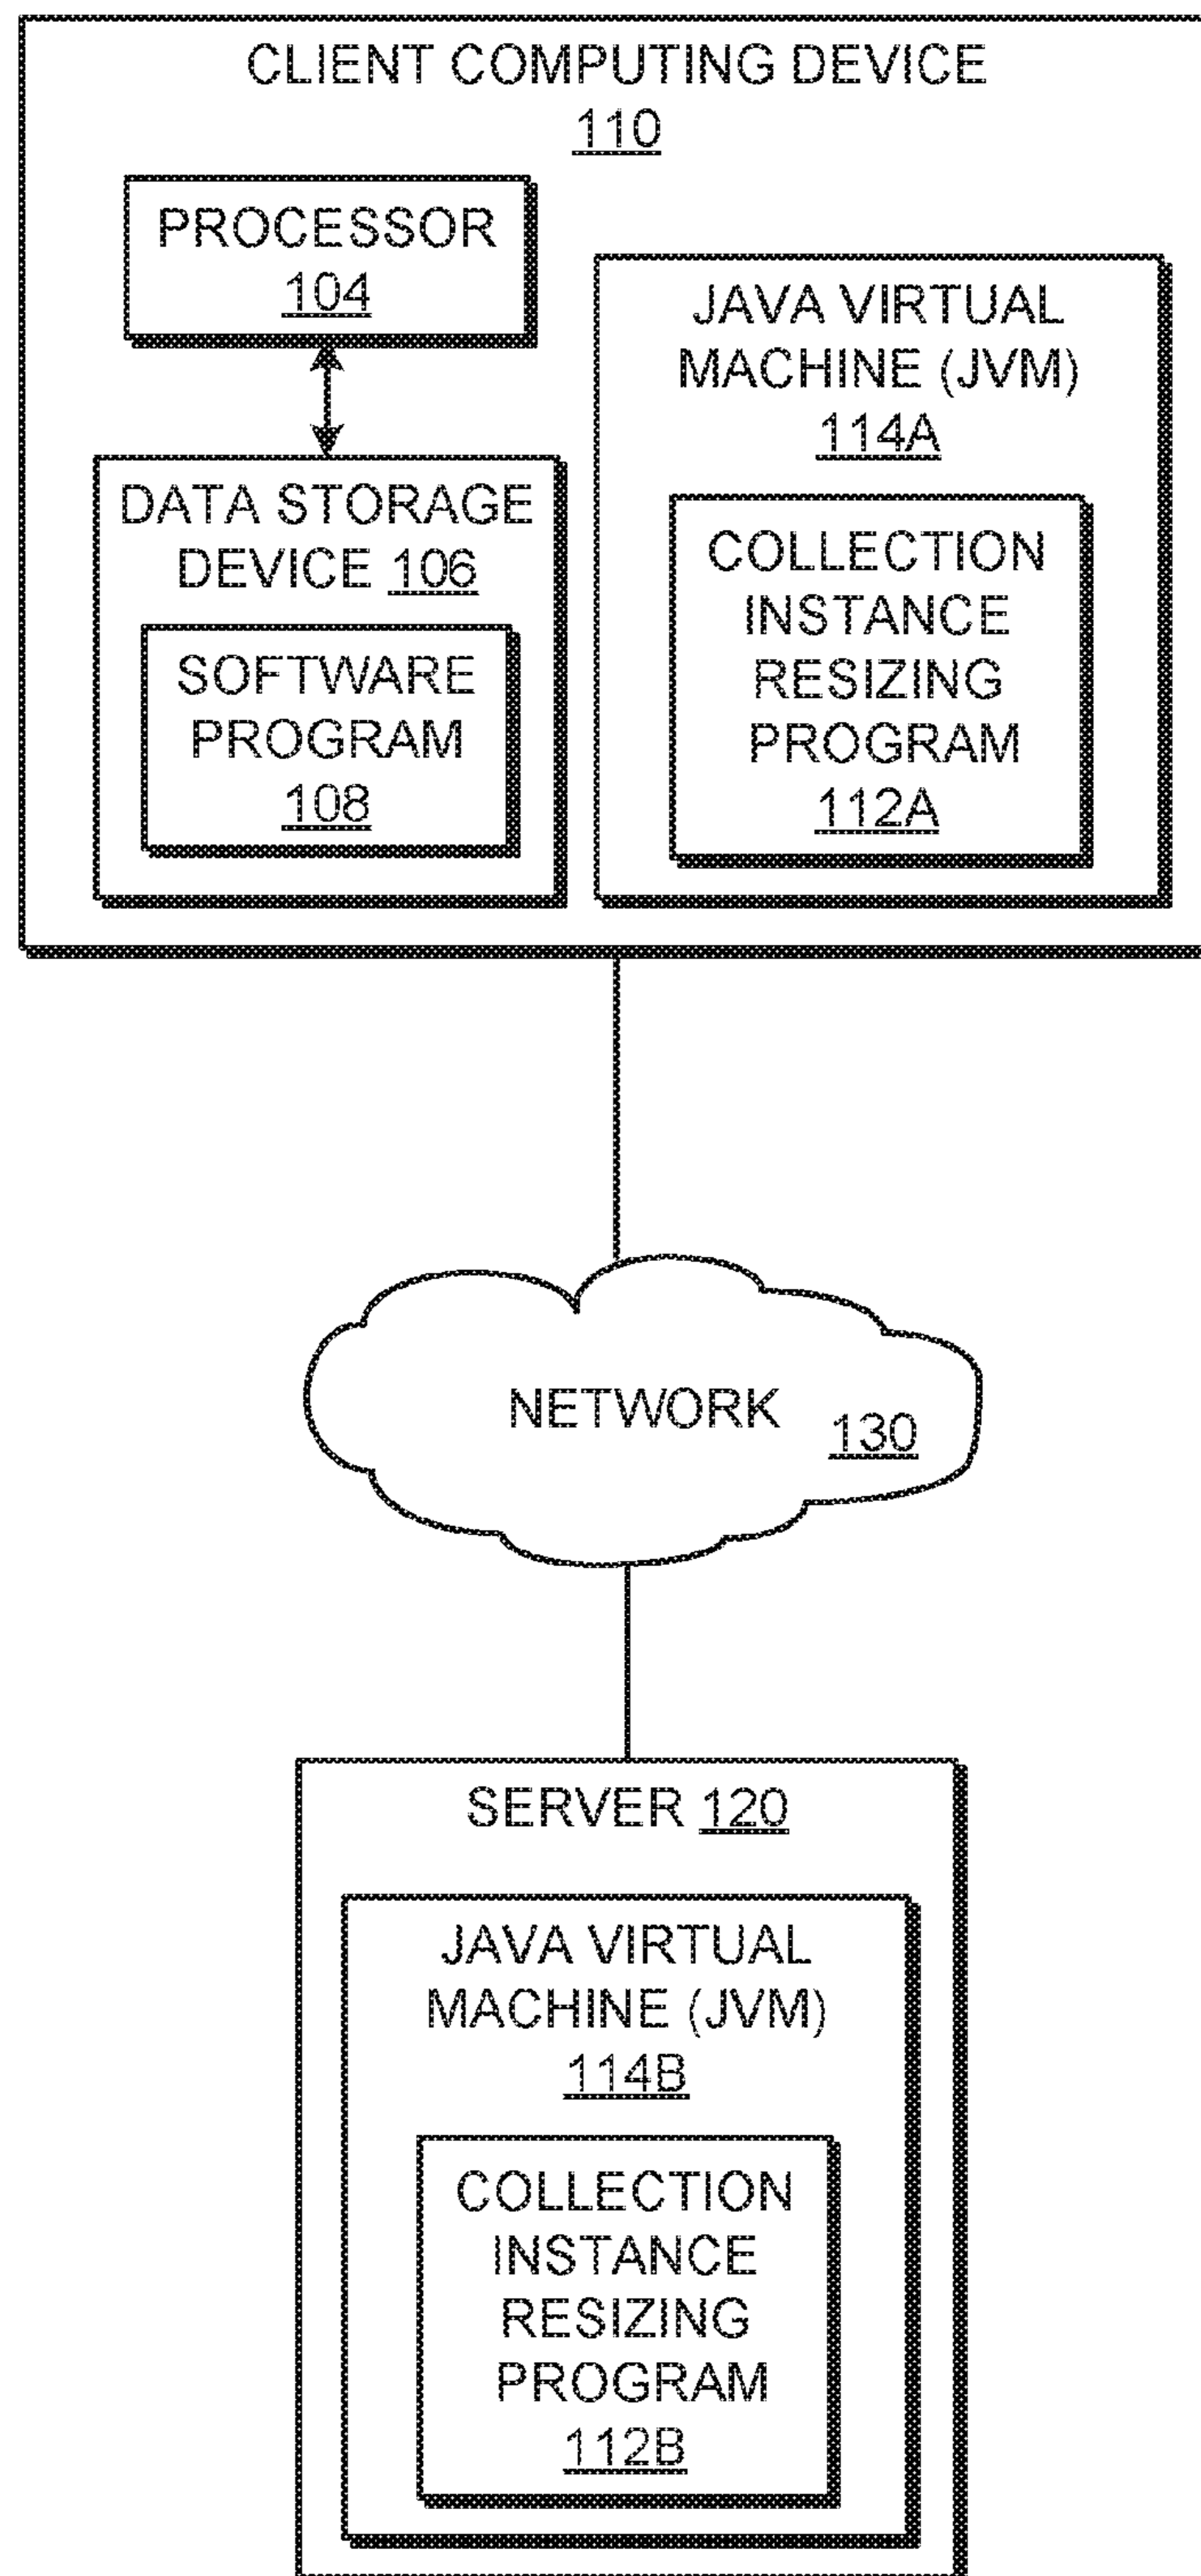 CLIENT COMPUTING DEVICE
110
PROCESSOR
104
DATA STORAGE
DEVICE 106
SOFTWARE
PROGRAM
108
JAVA VIRTUAL
MACHINE (JVM)
114A
COLLECTION
INSTANCE
RESIZING
PROGRAM
112A
NETWORK 130
SERVER 120
JAVA VIRTUAL
MACHINE (JVM)
114B
COLLECTION
INSTANCE
RESIZING
PROGRAM
112B